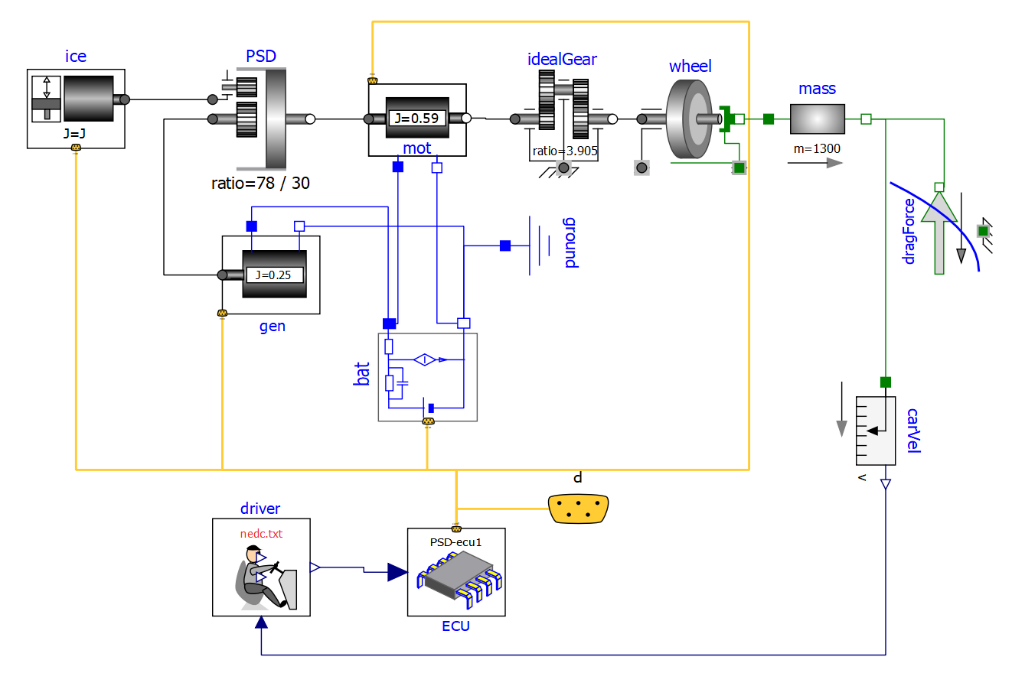 ice
PSD
idealGear
wheel
mass
J=J
J=0.59
mot
ratio=3.905
m=1300
ratio=78 / 30
dragForce
ground
J=0.25
gen
bat
I
carVel
v
d
driver
nedc.txt
PSD-ecu1
ECU